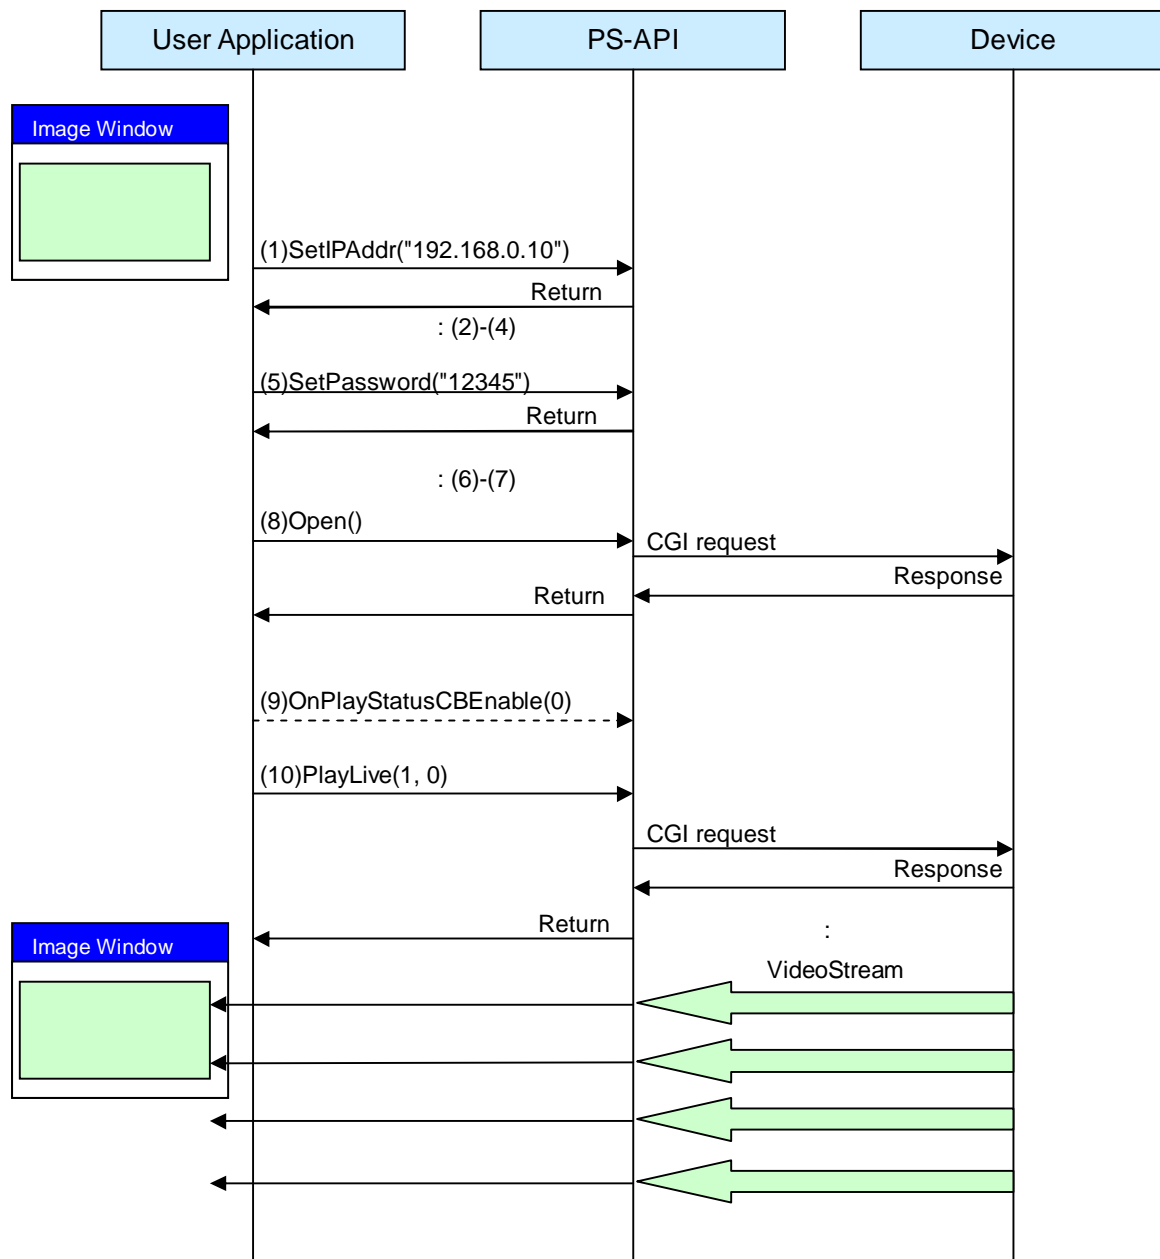 User Application
PS-API
Device
Image Window
(1)SetIPAddr("192.168.0.10")
Return
: (2)-(4)
(5)SetPassword("12345")
Return
: (6)-(7)
(8)Open()
CGI request
Response
Return
(9)OnPlayStatusCBEnable(0)
(10)PlayLive(1, 0)
CGI request
Response
Return
:
Image Window
VideoStream